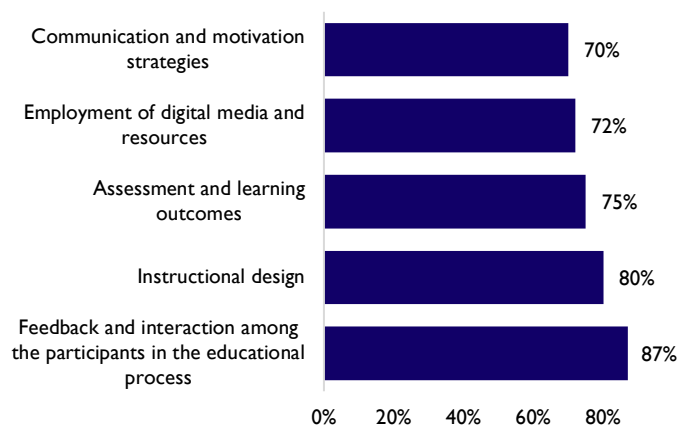 Communication and motivation
strategies
70%
Employment of digital media and
resources
72%
Assessment and learning
outcomes
75%
Instructional design
80%
Feedback and interaction among
the participants in the educational
process
87%
0% 20% 40% 60% 80%